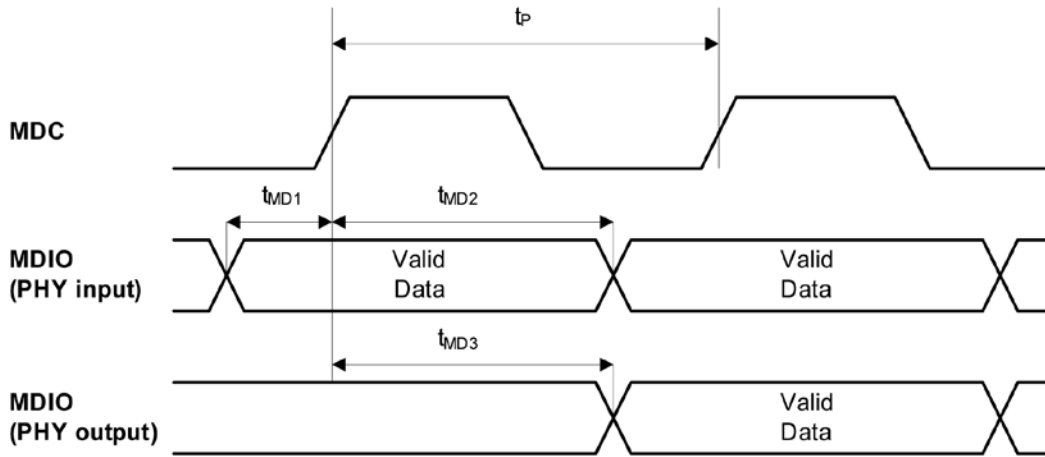 tP
MDC
tMD1
tMD2
MDIO
(PHY input)
Valid
Data
Valid
Data
tMD3
MDIO
(PHY output)
Valid
Data